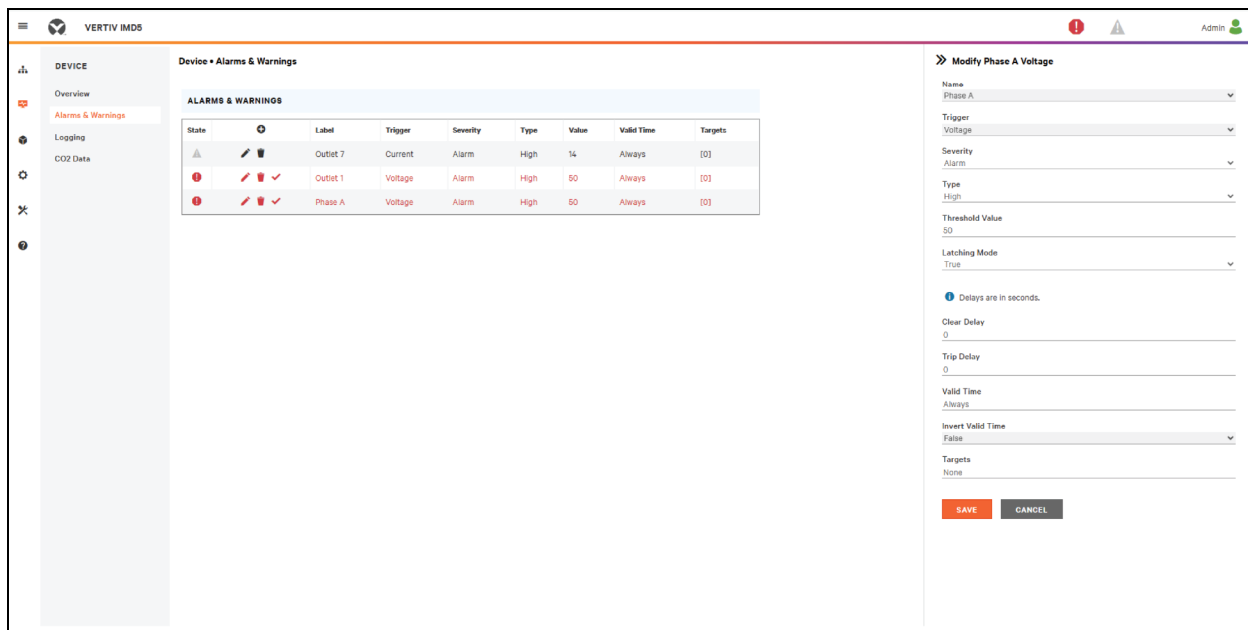 VERTIV IMD5
Admin
DEVICE
Overview
Alarms & Warnings
Logging
CO2 Data
Device • Alarms & Warnings
ALARMS & WARNINGS
State Label Trigger Severity Type Value Valid Time Targets
Outlet 7 Current Alarm High 14 Always [0]
Outlet 1 Voltage Alarm High 50 Always [0]
Phase A Voltage Alarm High 50 Always [0]
Modify Phase A Voltage
Name
Phase A
Trigger
Voltage
Severity
Alarm
Type
High
Threshold Value
50
Latching Mode
True
Delays are in seconds.
Clear Delay
0
Trip Delay
0
Valid Time
Always
Invert Valid Time
False
Targets
None
SAVE CANCEL